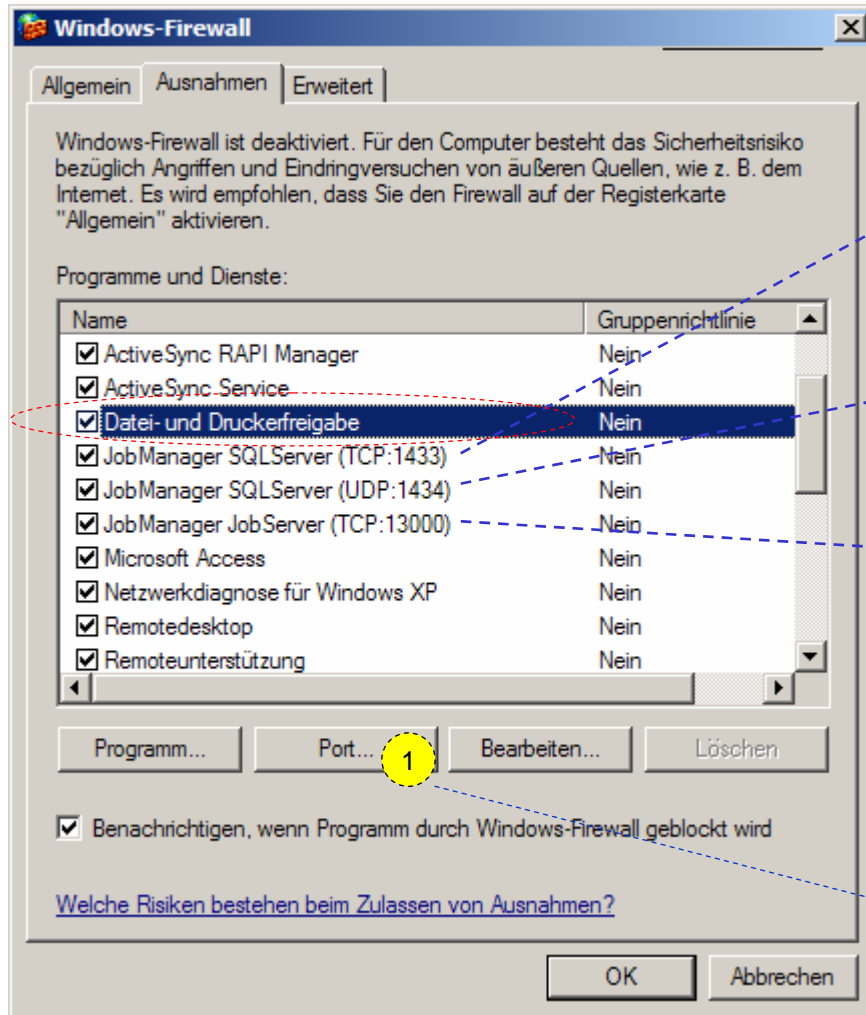 Windows-Firewall
Allgemein Ausnahmen Erweitert
Windows-Firewall ist deaktiviert. Für den Computer besteht das Sicherheitsrisiko
bezüglich Angriffen und Eindringversuchen von äußeren Quellen, wie z. B. dem
Internet. Es wird empfohlen, dass Sie den Firewall auf der Registerkarte
"Allgemein" aktivieren.
Programme und Dienste:
Name Gruppenrichtlinie
ActiveSync RAPI Manager Nein
ActiveSync Service Nein
Datei- und Druckerfreigabe Nein
JobManager SQLServer (TCP:1433) Nein
JobManager SQLServer (UDP:1434) Nein
JobManager JobServer (TCP:13000) Nein
Microsoft Access Nein
Netzwerkdiagnose für Windows XP Nein
Remotedesktop Nein
Remoteunterstützung Nein
Programm... Port... 1 Bearbeiten... Löschen
Benachrichtigen, wenn Programm durch Windows-Firewall geblockt wird
Welche Risiken bestehen beim Zulassen von Ausnahmen?
OK Abbrechen